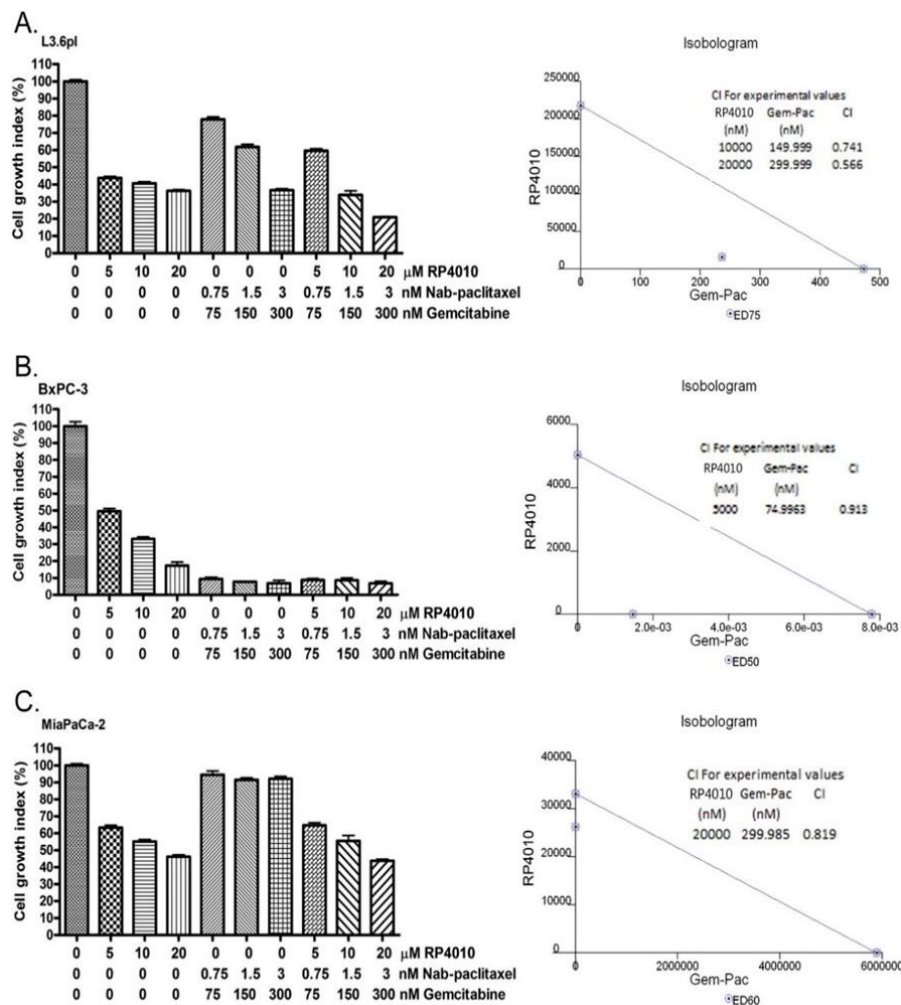 A.
L3.6pl
Cell growth index (%)
110
100
90
80
70
60
50
40
30
20
10
0
0 5 10 20 0 0 0 5 10 20 μM RP4010
0 0 0 0 0.75 1.5 3 0.75 1.5 3 nM Nab-paclitaxel
0 0 0 0 75 150 300 75 150 300 nM Gemcitabine
Isobologram
RP4010
250000
200000
150000
100000
50000
0
CI For experimental values
RP4010 Gem-Pac CI
(nM) (nM)
10000 149.999 0.741
20000 299.999 0.566
0 100 200 300 400 500
Gem-Pac
ED75
B.
BxPC-3
Cell growth index (%)
110
100
90
80
70
60
50
40
30
20
10
0
0 5 10 20 0 0 0 5 10 20 μM RP4010
0 0 0 0 0.75 1.5 3 0.75 1.5 3 nM Nab-paclitaxel
0 0 0 0 75 150 300 75 150 300 nM Gemcitabine
Isobologram
RP4010
6000
4000
2000
0
CI For experimental values
RP4010 Gem-Pac CI
(nM) (nM)
5000 74.9963 0.913
0 2.0e-03 4.0e-03 6.0e-03 8.0e-03
Gem-Pac
ED50
C.
MiaPaCa-2
Cell growth index (%)
110
100
90
80
70
60
50
40
30
20
10
0
0 5 10 20 0 0 0 5 10 20 μM RP4010
0 0 0 0 0.75 1.5 3 0.75 1.5 3 nM Nab-paclitaxel
0 0 0 0 75 150 300 75 150 300 nM Gemcitabine
Isobologram
RP4010
40000
30000
20000
10000
0
CI For experimental values
RP4010 Gem-Pac CI
(nM) (nM)
20000 299.985 0.819
0 2000000 4000000 6000000
Gem-Pac
ED60